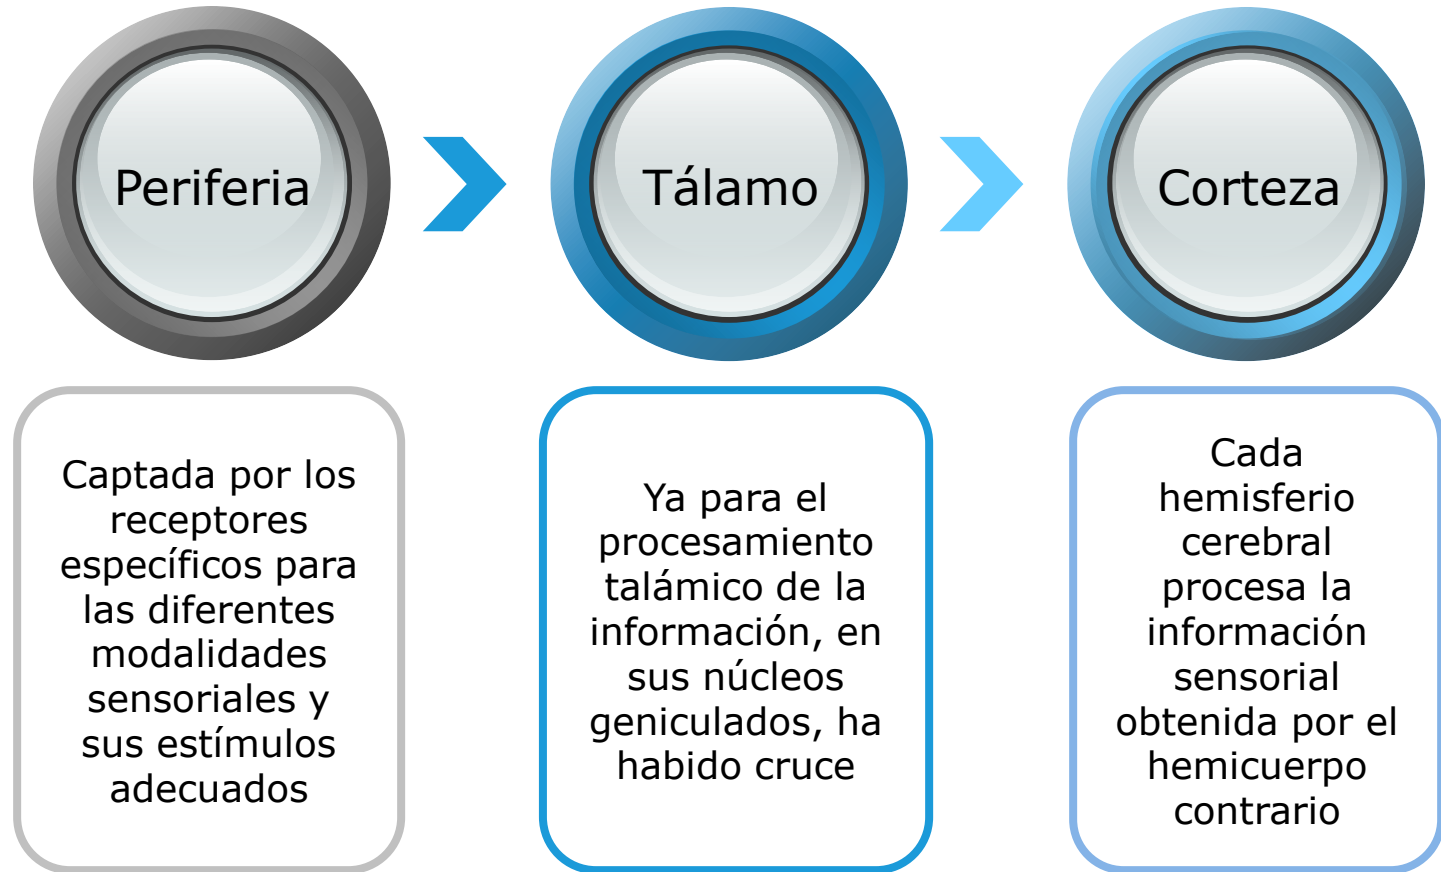 Periferia
Tálamo
Corteza
Captada por los
receptores
específicos para
las diferentes
modalidades
sensoriales y
sus estímulos
adecuados
Ya para el
procesamiento
talámico de la
información, en
sus núcleos
geniculados, ha
habido cruce
Cada
hemisferio
cerebral
procesa la
información
sensorial
obtenida por el
hemicuerpo
contrario